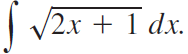 ∫ √2x + 1 dx.